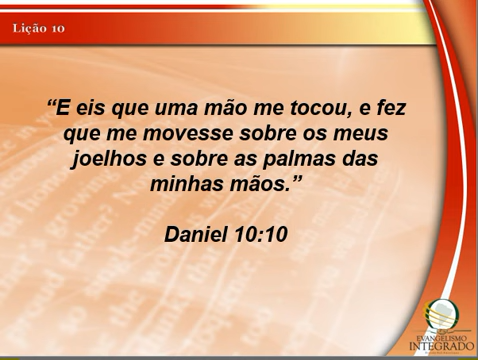 Lição 10
“E eis que uma mão me tocou, e fez
que me movesse sobre os meus
joelhos e sobre as palmas das
minhas mãos.”
Daniel 10:10
EVANGELISMO
INTEGRADO